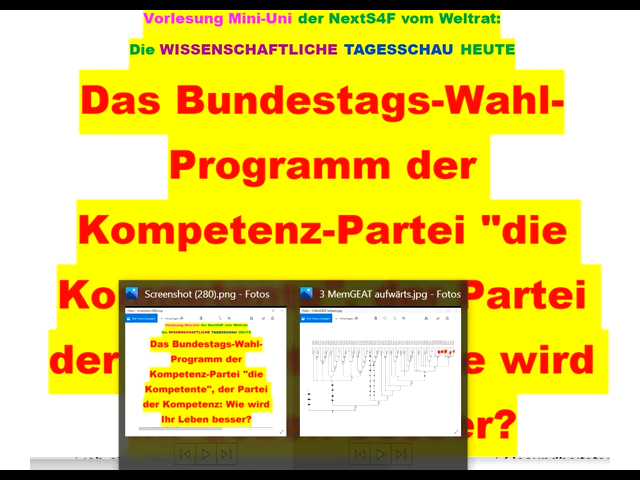 Vorlesung Mini-Uni der NextS4F vom Weltrat:
Die WISSENSCHAFTLICHE TAGESSCHAU HEUTE
Das Bundestags-Wahl-
Programm der
Kompetenz-Partei "die
Ko
Partei
der
e wird
er?
Screenshot (280).png - Fotos
3 MemGEAT aufwärts.jpg - Fotos
Vorlesung Mini-Uni der NextS4F vom Weltrat:
Die WISSENSCHAFTLICHE TAGESSCHAU HEUTE
Das Bundestags-Wahl-
Programm der
Kompetenz-Partei "die
Kompetente", der Partei
der Kompetenz: Wie wird
Ihr Leben besser?